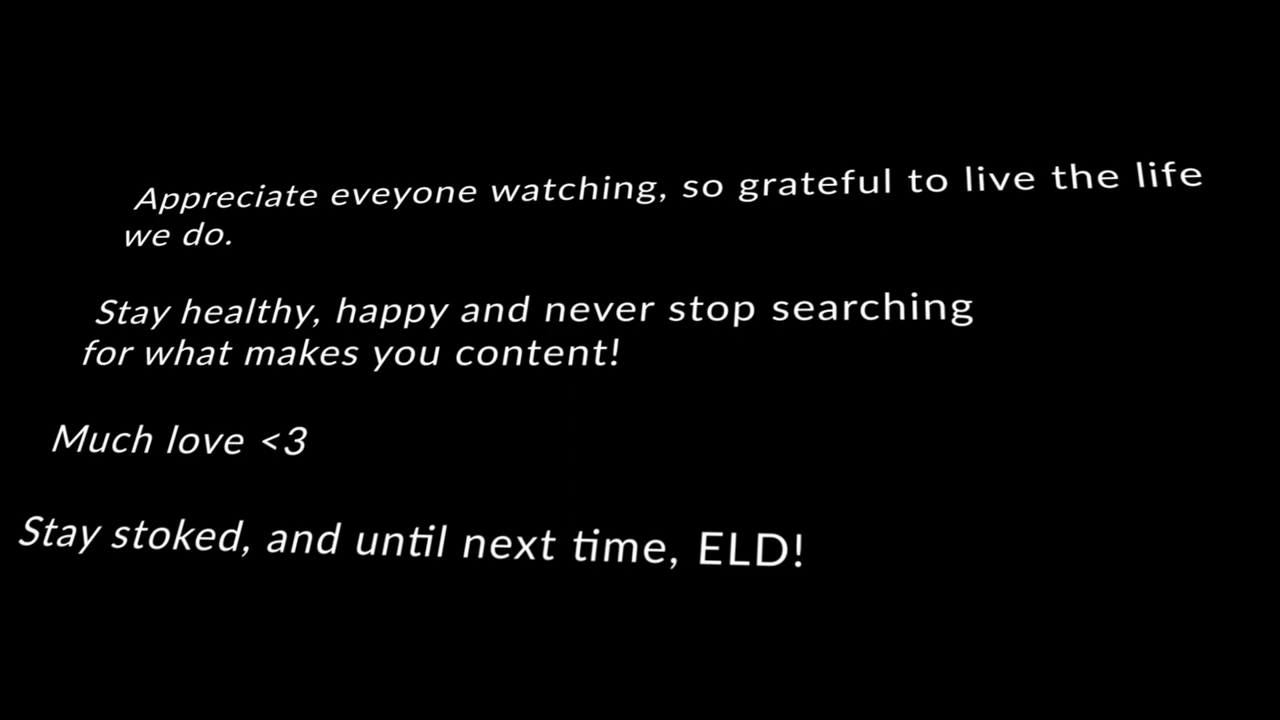 Appreciate eveyone watching, so grateful to live the life
we do.
Stay healthy, happy and never stop searching
for what makes you content!
Much love <3
Stay stoked, and until next time, ELD!